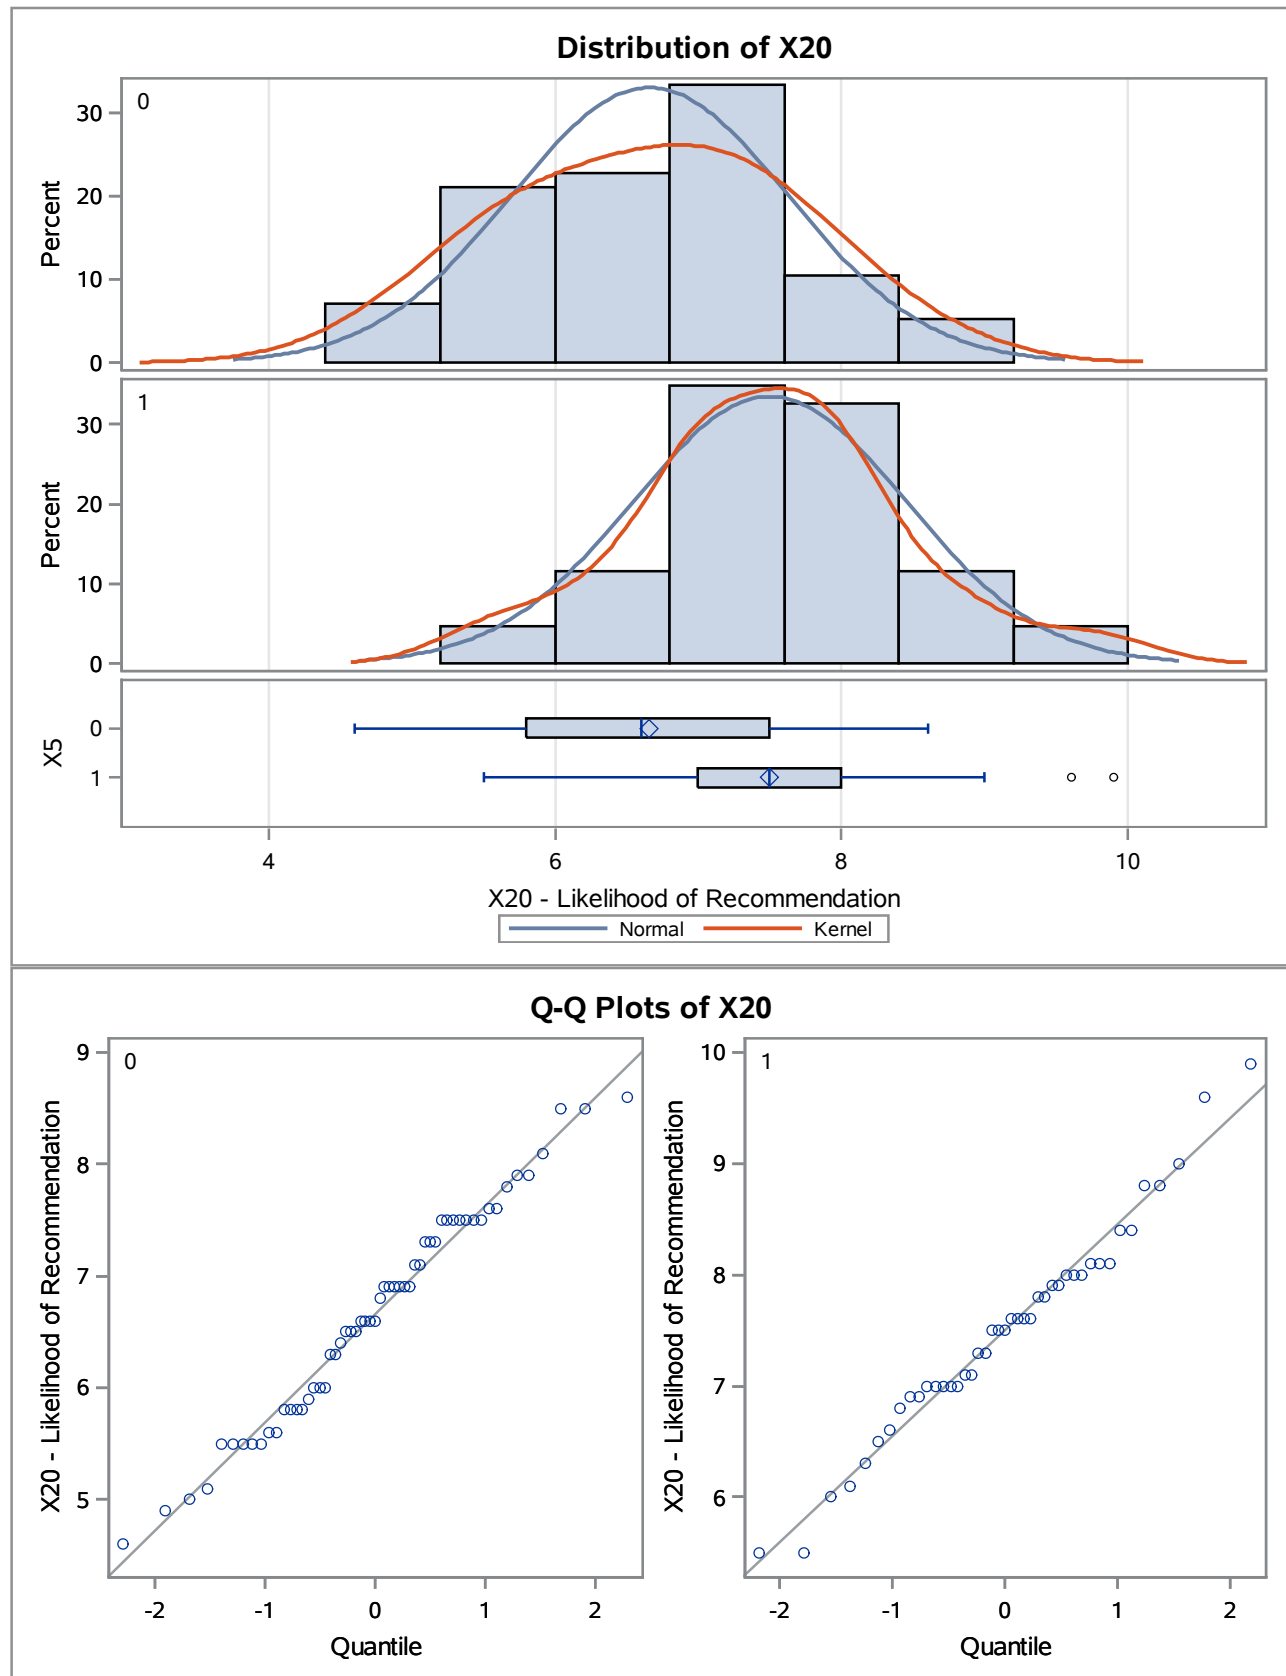 Distribution of X20
0
Percent
30
20
10
0
1
Percent
30
20
10
0
X5
0
1
4 6 8 10
X20 - Likelihood of Recommendation
Normal Kernel
Q-Q Plots of X20
0
X20 - Likelihood of Recommendation
9
8
7
6
5
-2 -1 0 1 2
Quantile
1
X20 - Likelihood of Recommendation
10
9
8
7
6
-2 -1 0 1 2
Quantile